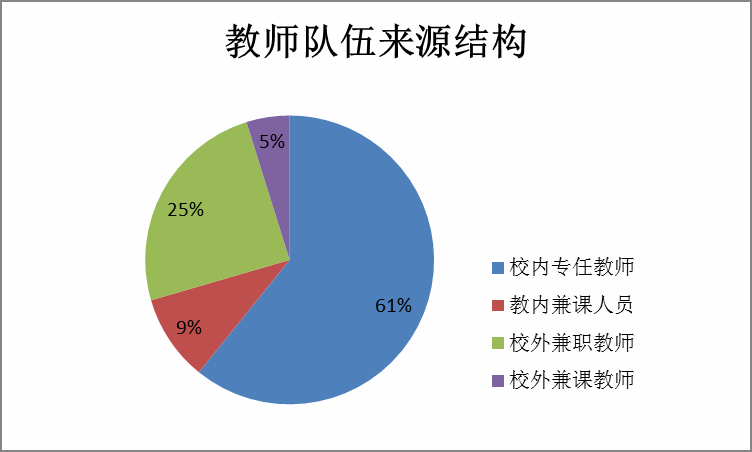 教师队伍来源结构
5%
25%
61%
9%
校内专任教师
教内兼课人员
校外兼职教师
校外兼课教师